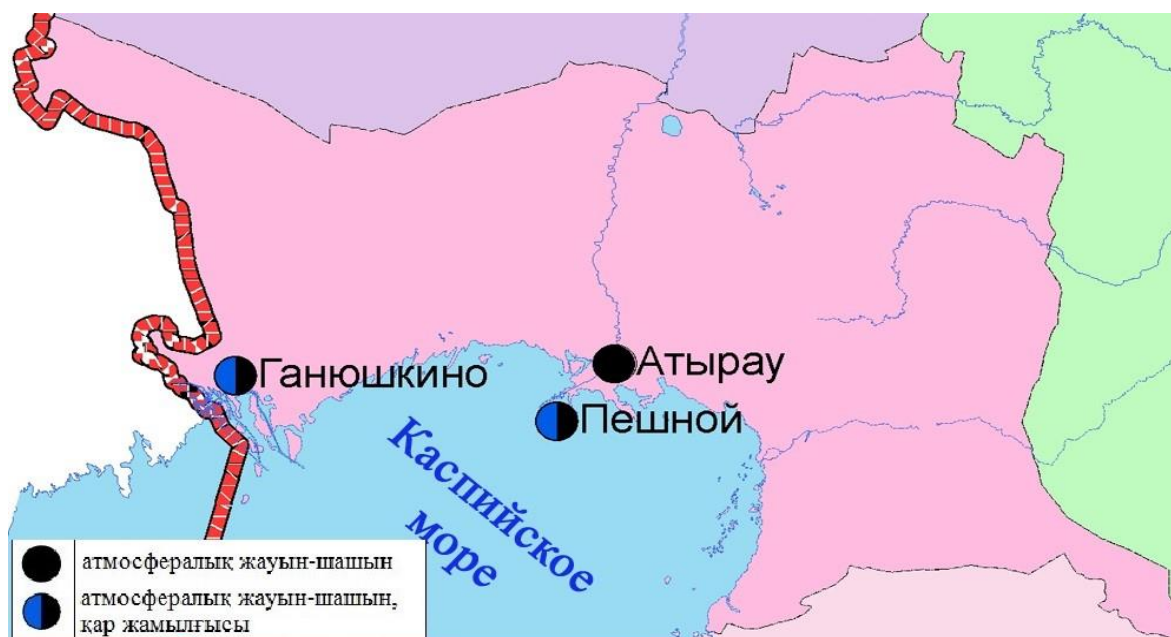 Ганюшкино
Атырау
Пешной
Каспийское
море
атмосфералық жауын-шашын
атмосфералық жауын-шашын,
қар жамылғысы